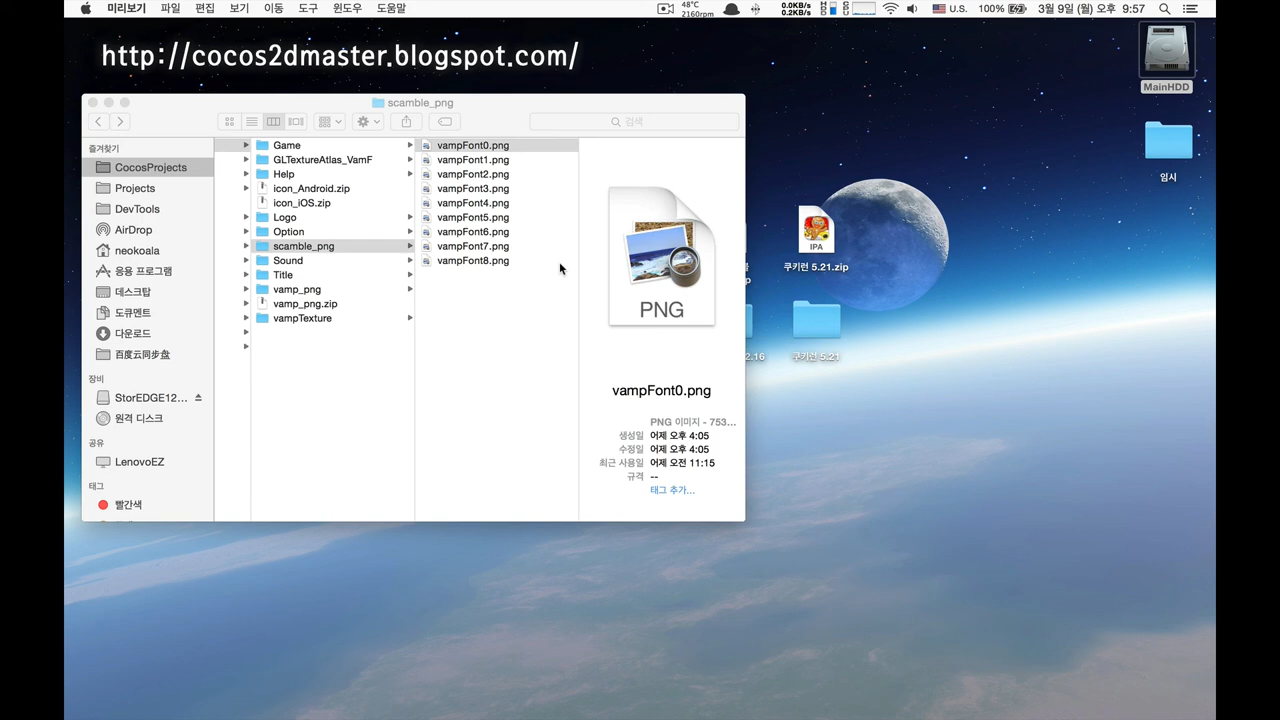 미리보기 파일 편집 보기 이동 도구 윈도우 도움말
48°C
2160rpm
0.0KB/s
0.2KB/s
U.S. 100% 3월 9일 (월) 오후 9:57
http://cocos2dmaster.blogspot.com/
MainHDD
임시
쿠키런 5.21.zip
IPA
쿠키런 5.21
2.16
scamble_png
검색
즐겨찾기
CocosProjects
Projects
DevTools
AirDrop
neokoala
응용 프로그램
데스크탑
도큐멘트
다운로드
百度云同步盘
장비
StorEDGE12...
원격 디스크
공유
LenovoEZ
태그
빨간색
Game
GLTextureAtlas_VamF
Help
icon_Android.zip
icon_iOS.zip
Logo
Option
scamble_png
Sound
Title
vamp_png
vamp_png.zip
vampTexture
vampFont0.png
vampFont1.png
vampFont2.png
vampFont3.png
vampFont4.png
vampFont5.png
vampFont6.png
vampFont7.png
vampFont8.png
PNG
vampFont0.png
PNG 이미지 - 753...
생성일 어제 오후 4:05
수정일 어제 오후 4:05
최근 사용일 어제 오전 11:15
규격 --
태그 추가...